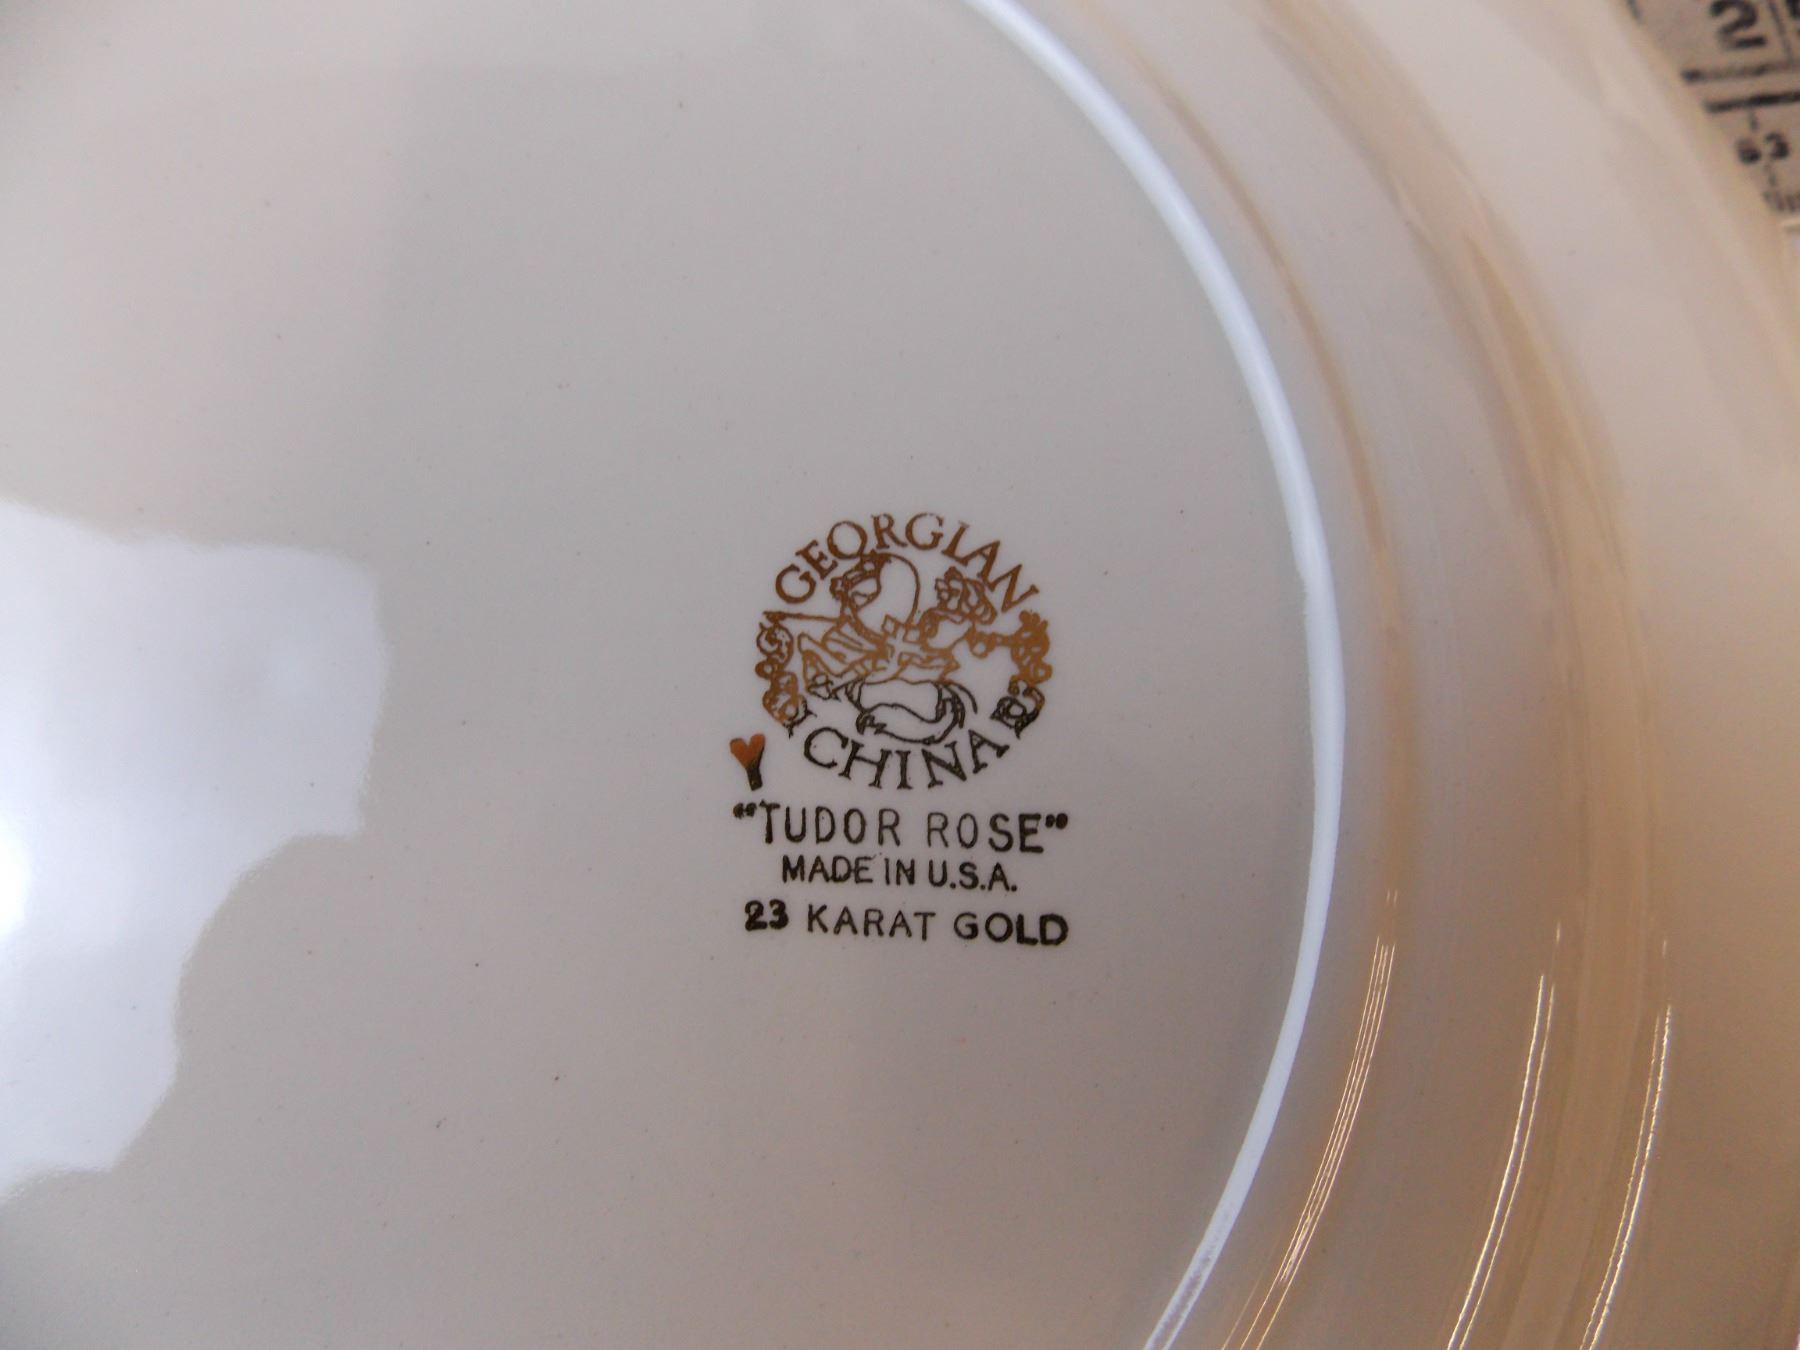 GEORGIAN
CHINA
"TUDOR ROSE"
MADE IN U.S.A.
23 KARAT GOLD